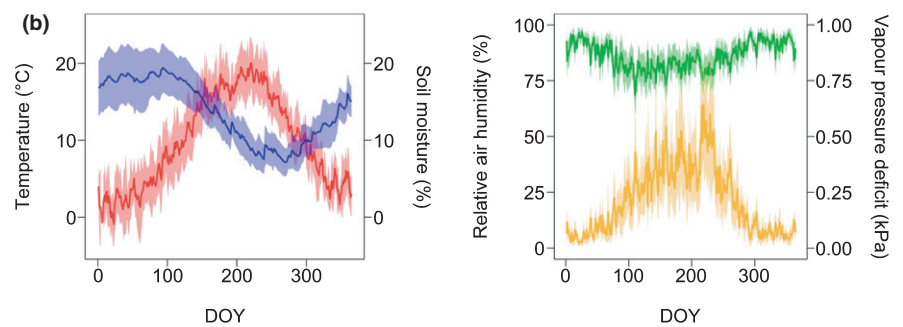 (b)
20
10
0
Temperature (°C)
20
10
0
Soil moisture (%)
0 100 200 300
DOY
100
75
50
25
0
Relative air humidity (%)
1.00
0.75
0.50
0.25
0.00
Vapour pressure deficit (kPa)
0 100 200 300
DOY